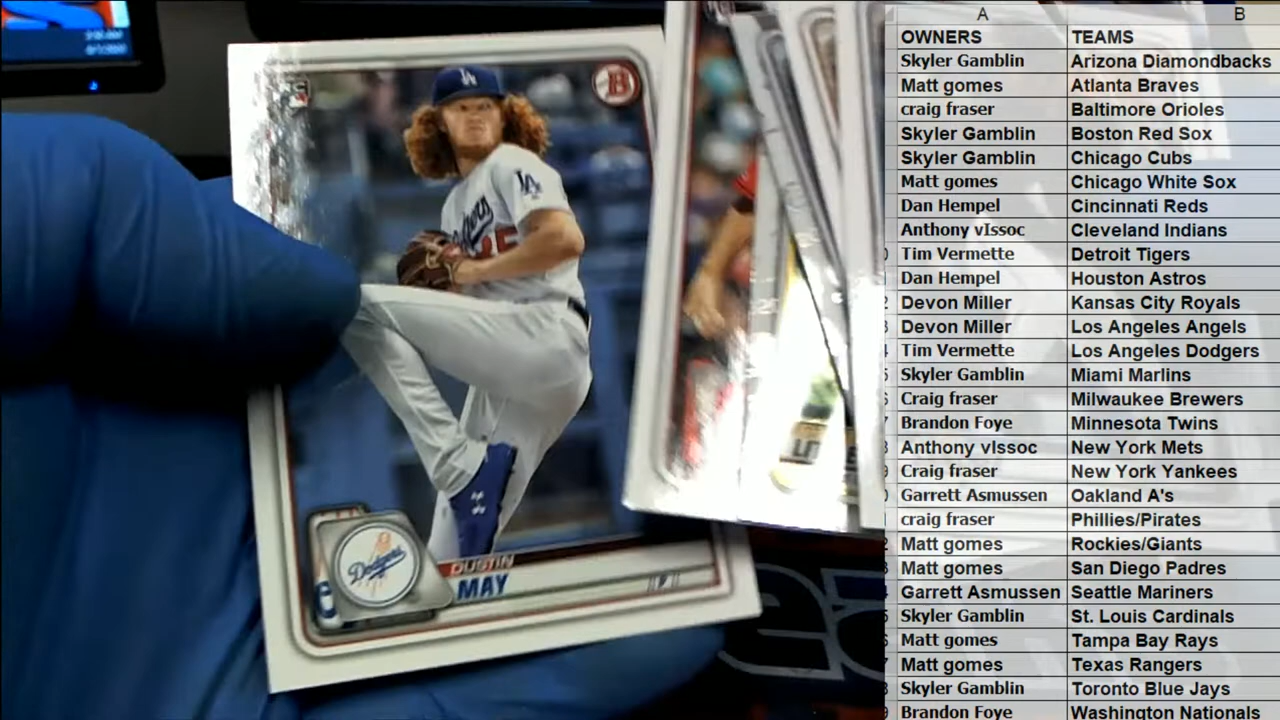 A B
OWNERS TEAMS
Skyler Gamblin Arizona Diamondbacks
Matt gomes Atlanta Braves
craig fraser Baltimore Orioles
Skyler Gamblin Boston Red Sox
Skyler Gamblin Chicago Cubs
Matt gomes Chicago White Sox
Dan Hempel Cincinnati Reds
Anthony vIssoc Cleveland Indians
Tim Vermette Detroit Tigers
Dan Hempel Houston Astros
Devon Miller Kansas City Royals
Devon Miller Los Angeles Angels
Tim Vermette Los Angeles Dodgers
Skyler Gamblin Miami Marlins
Craig fraser Milwaukee Brewers
Brandon Foye Minnesota Twins
Anthony vIssoc New York Mets
Craig fraser New York Yankees
Garrett Asmussen Oakland A's
craig fraser Phillies/Pirates
Matt gomes Rockies/Giants
Matt gomes San Diego Padres
Garrett Asmussen Seattle Mariners
Skyler Gamblin St. Louis Cardinals
Matt gomes Tampa Bay Rays
Matt gomes Texas Rangers
Skyler Gamblin Toronto Blue Jays
Brandon Foye Washington Nationals
B
LA
LA
Dodgers
Dodgers
DUSTIN
MAY